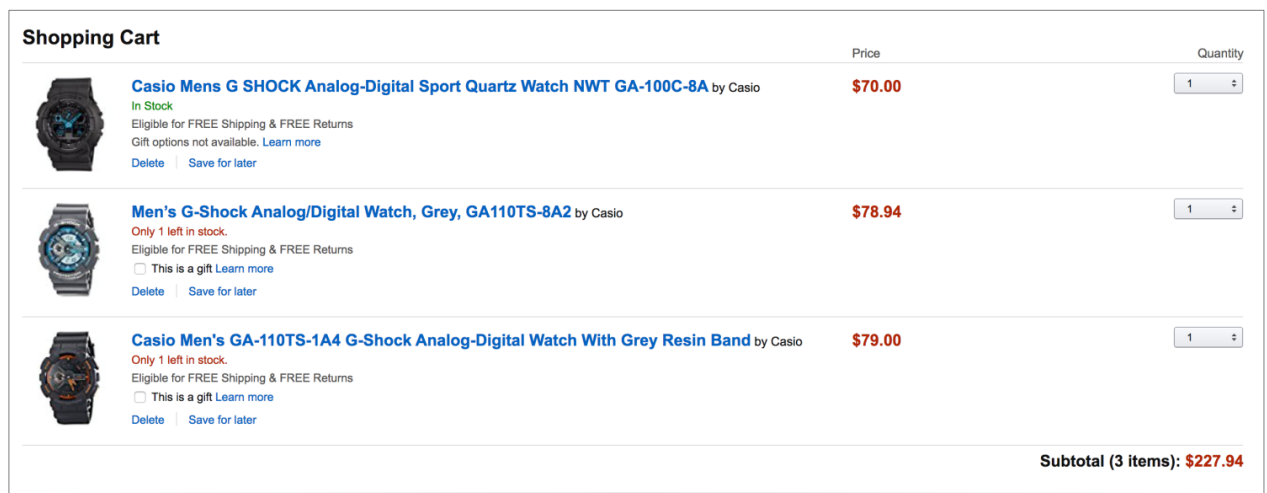 Shopping Cart
Price Quantity
Casio Mens G SHOCK Analog-Digital Sport Quartz Watch NWT GA-100C-8A by Casio $70.00 1
In Stock
Eligible for FREE Shipping & FREE Returns
Gift options not available. Learn more
Delete Save for later
Men’s G-Shock Analog/Digital Watch, Grey, GA110TS-8A2 by Casio $78.94 1
Only 1 left in stock.
Eligible for FREE Shipping & FREE Returns
This is a gift Learn more
Delete Save for later
Casio Men's GA-110TS-1A4 G-Shock Analog-Digital Watch With Grey Resin Band by Casio $79.00 1
Only 1 left in stock.
Eligible for FREE Shipping & FREE Returns
This is a gift Learn more
Delete Save for later
Subtotal (3 items): $227.94